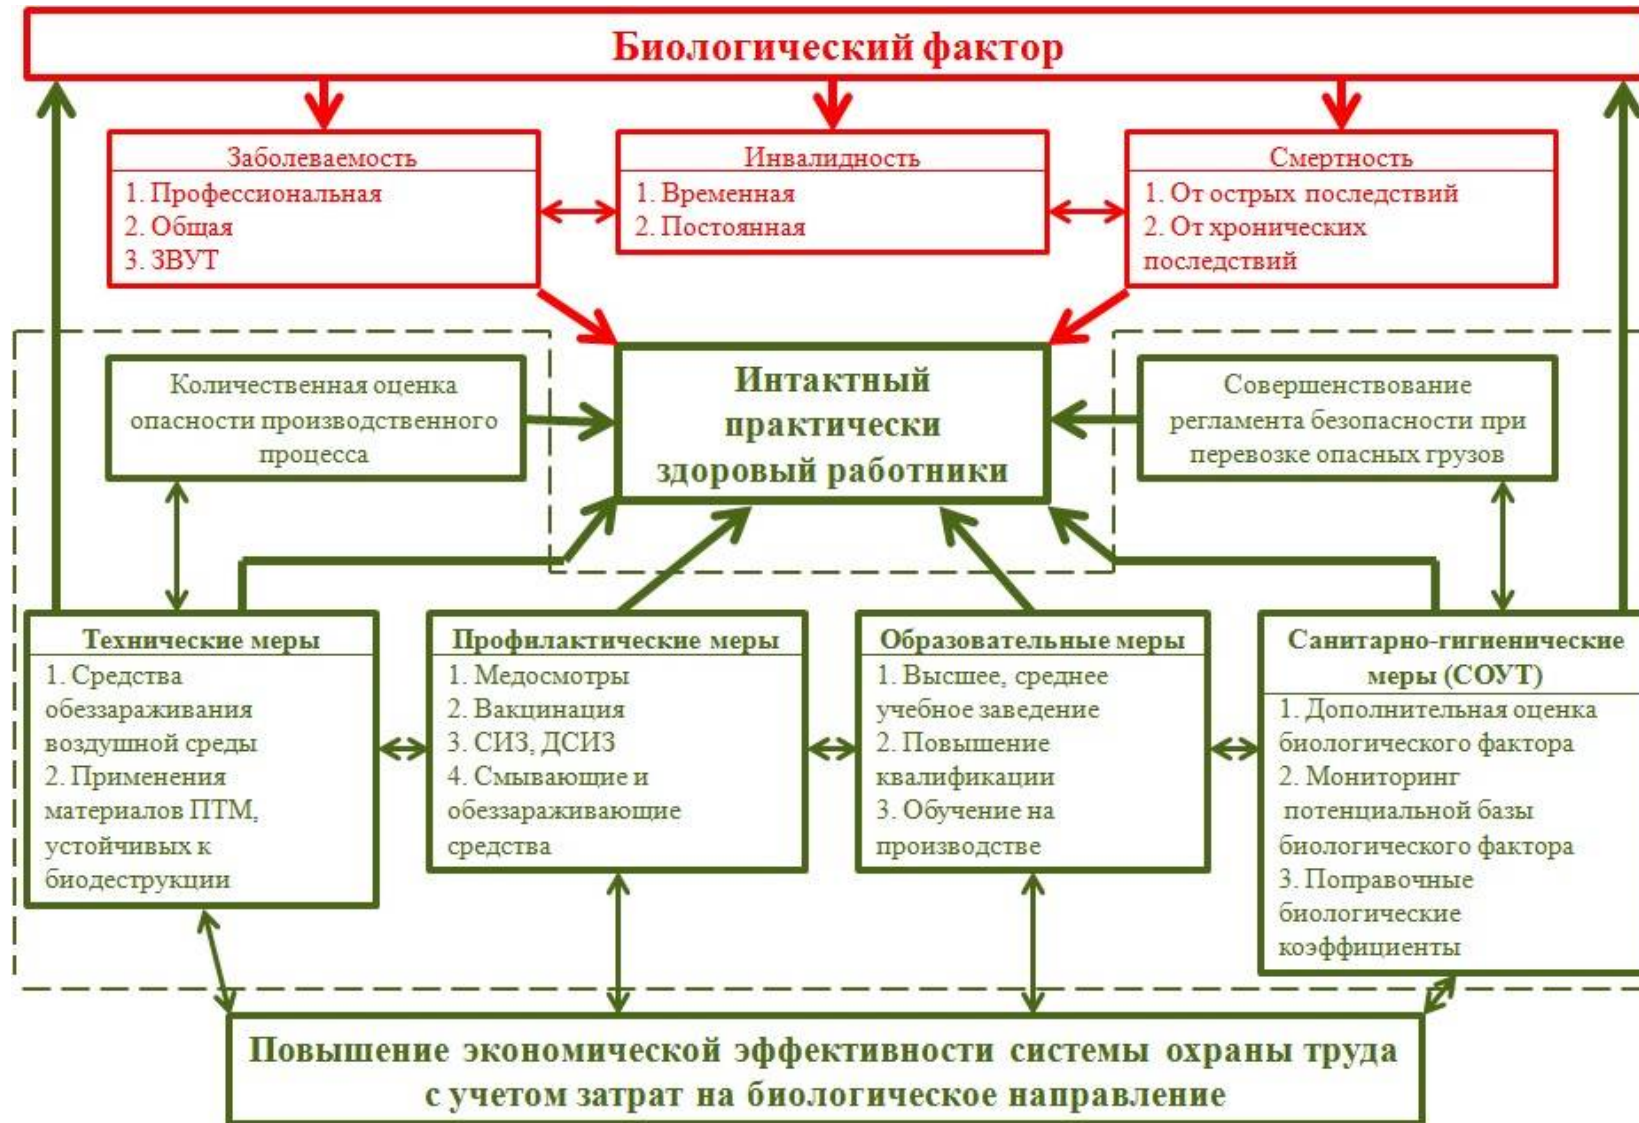 Биологический фактор
Заболеваемость
1. Профессиональная
2. Общая
3. ЗВУТ
Инвалидность
1. Временная
2. Постоянная
Смертность
1. От острых последствий
2. От хронических
последствий
Количественная оценка
опасности производственного
процесса
Интактный
практически
здоровый работники
Совершенствование
регламента безопасности при
перевозке опасных грузов
Технические меры
1. Средства
обеззараживания
воздушной среды
2. Применения
материалов ПТМ,
устойчивых к
биодеструкции
Профилактические меры
1. Медосмотры
2. Вакцинация
3. СИЗ, ДСИЗ
4. Смывающие и
обеззараживающие
средства
Образовательные меры
1. Высшее, среднее
учебное заведение
2. Повышение
квалификации
3. Обучение на
производстве
Санитарно-гигиенические
меры (СОУТ)
1. Дополнительная оценка
биологического фактора
2. Мониторинг
потенциальной базы
биологического фактора
3. Поправочные
биологические
коэффициенты
Повышение экономической эффективности системы охраны труда
с учетом затрат на биологическое направление